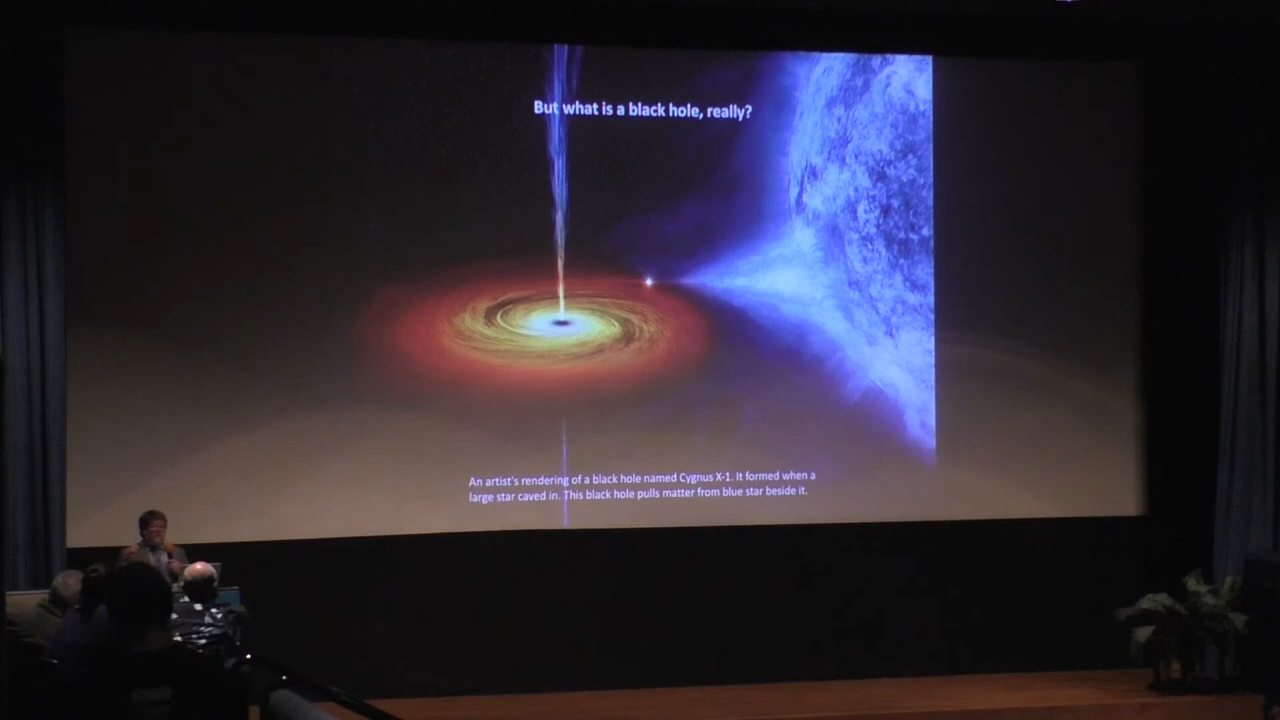 But what is a black hole, really?
An artist's rendering of a black hole named Cygnus X-1. It formed when a
large star caved in. This black hole pulls matter from blue star beside it.